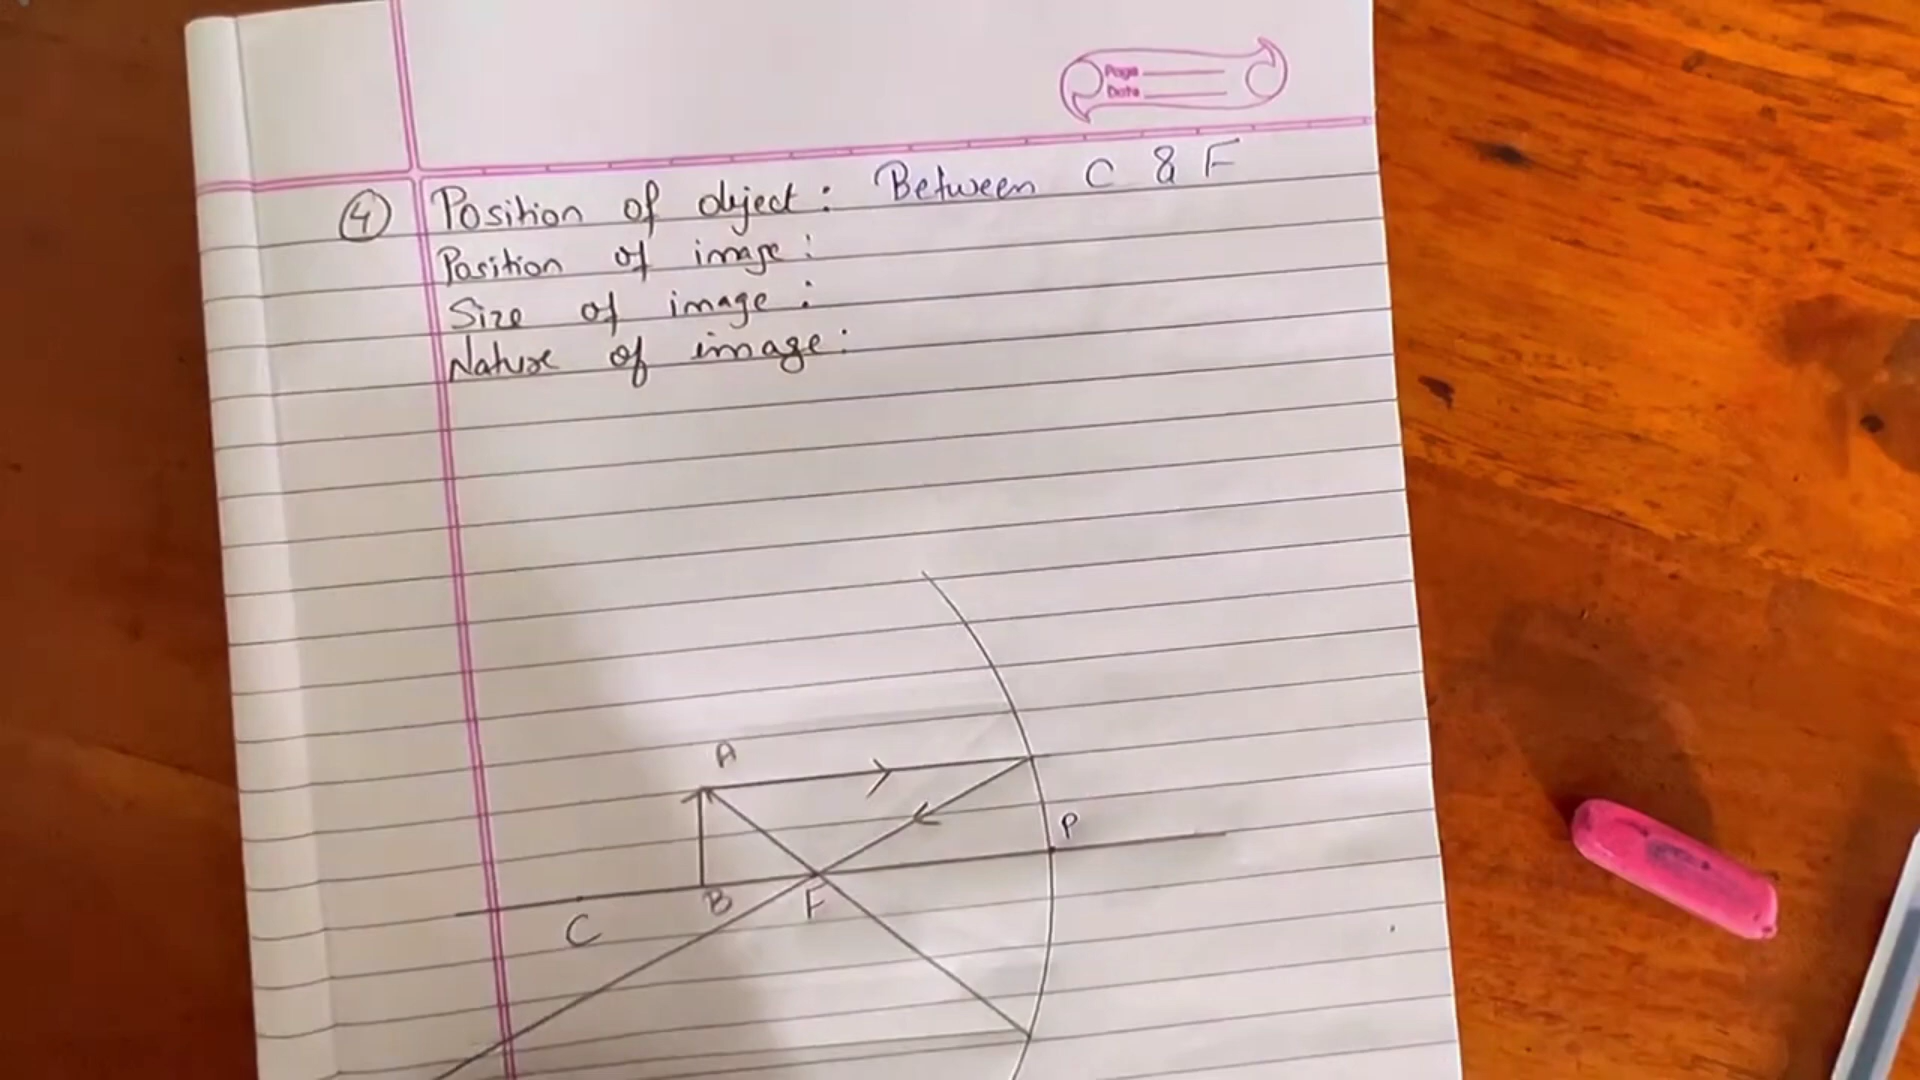 Page
Date
④ Position of object : Between C & F
Position of image :
Size of image :
Nature of image :
A
P
B
F
C